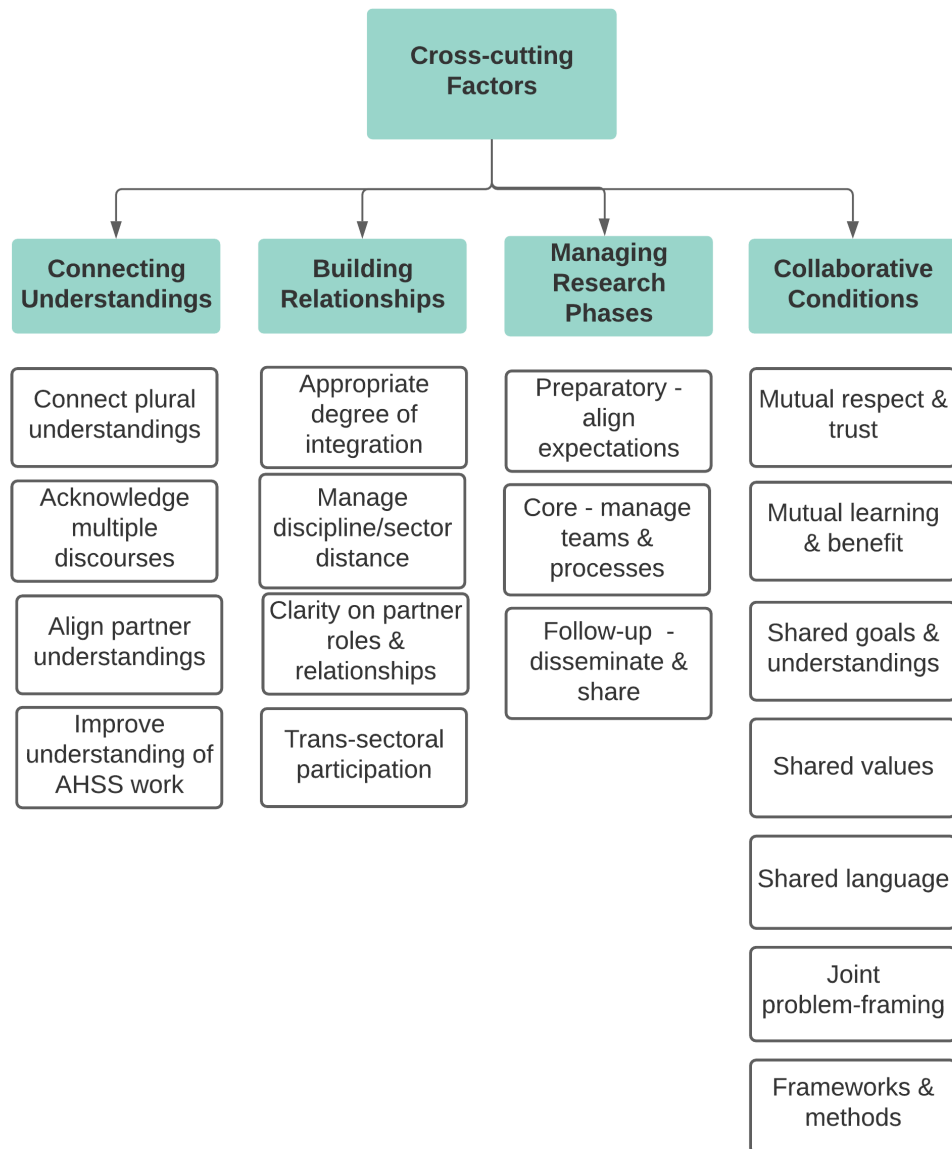 Cross-cutting
Factors
Connecting
Understandings
Building
Relationships
Managing
Research
Phases
Collaborative
Conditions
Connect plural
understandings
Acknowledge
multiple
discourses
Align partner
understandings
Improve
understanding of
AHSS work
Appropriate
degree of
integration
Manage
discipline/sector
distance
Clarity on partner
roles &
relationships
Trans-sectoral
participation
Preparatory -
align
expectations
Core - manage
teams &
processes
Follow-up  -
disseminate &
share
Mutual respect &
trust
Mutual learning
& benefit
Shared goals &
understandings
Shared values
Shared language
Joint
problem-framing
Frameworks &
methods